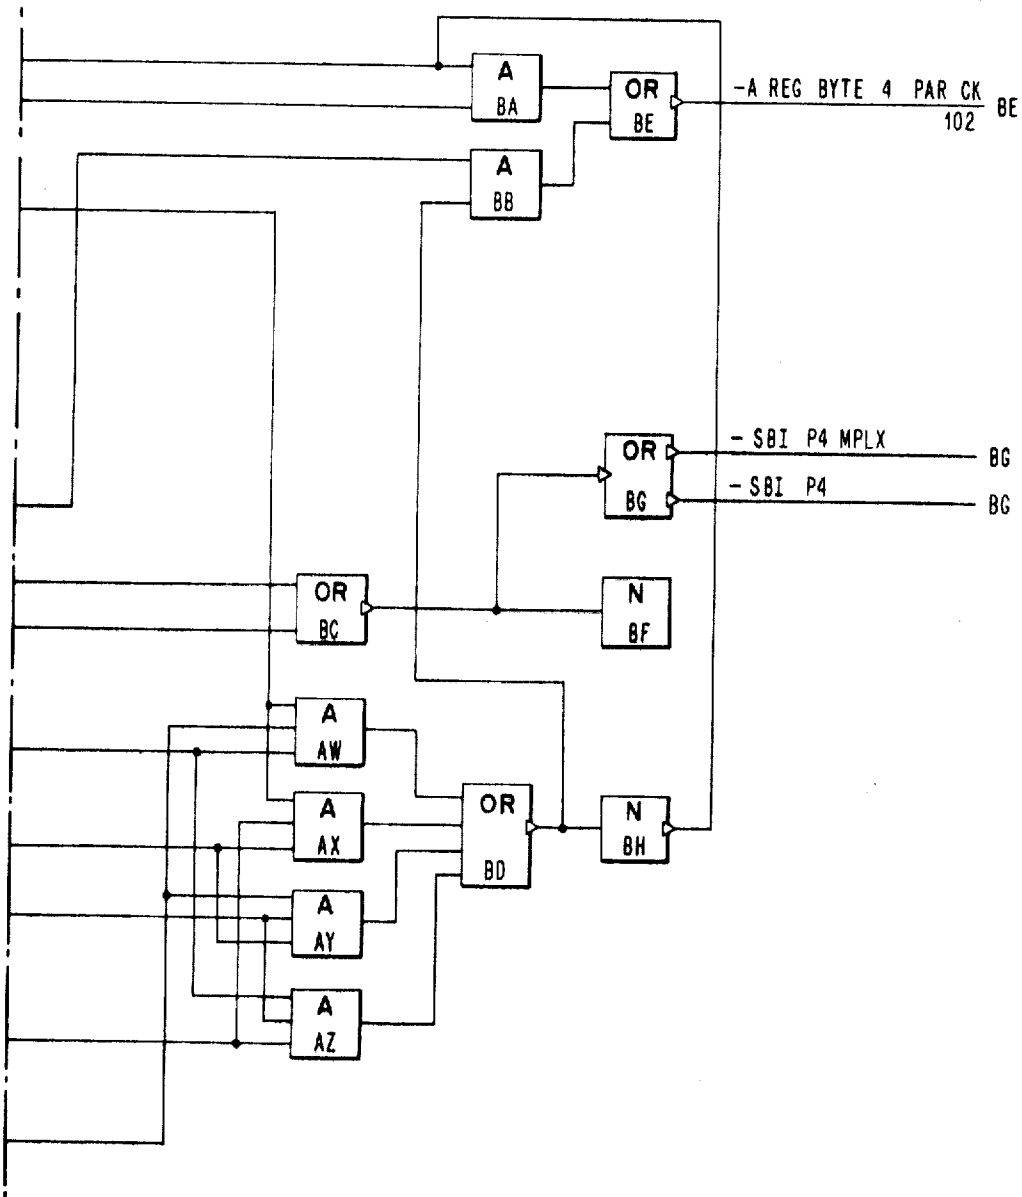 A
BA
OR
BE
-A REG BYTE 4 PAR CK
102
BE
A
BB
OR
BG
- SBI P4 MPLX
BG
- SBI P4
BG
OR
BC
N
BF
A
AW
A
AX
OR
BD
N
BH
A
AY
A
AZ